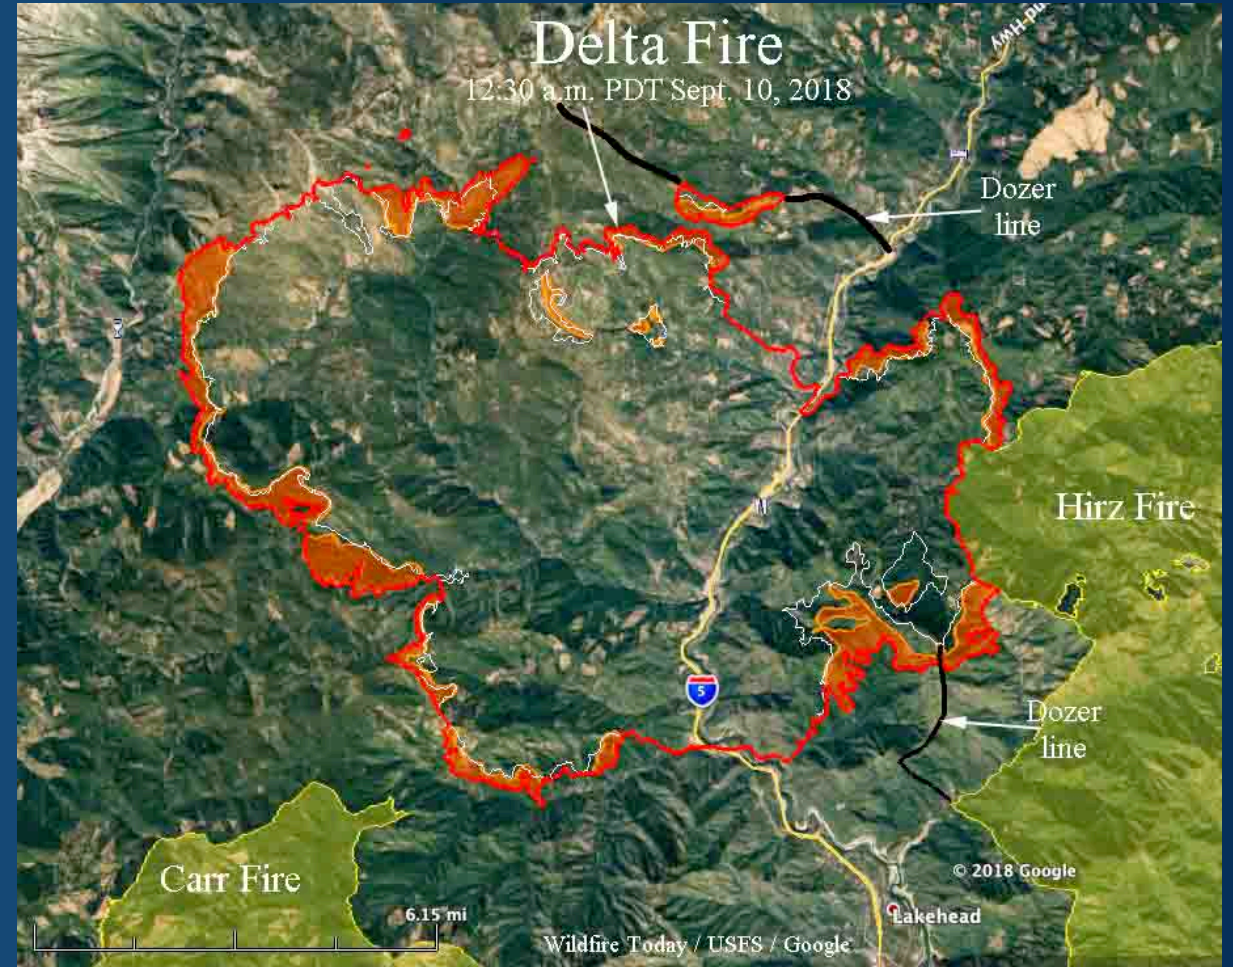 Delta Fire
12:30 a.m. PDT Sept. 10, 2018
Dozer
line
Hirz Fire
5
Dozer
line
© 2018 Google
Carr Fire
6.15 mi
Lakehead
Wildfire Today / USFS / Google